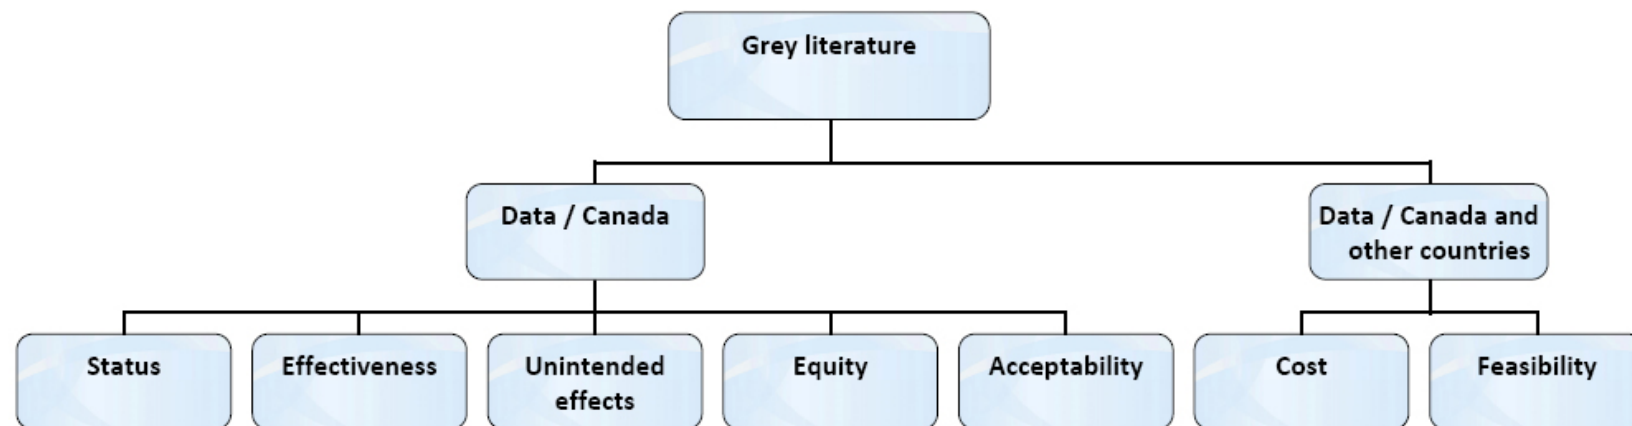 Grey literature
Data / Canada
Data / Canada and
other countries
Status
Effectiveness
Unintended
effects
Equity
Acceptability
Cost
Feasibility